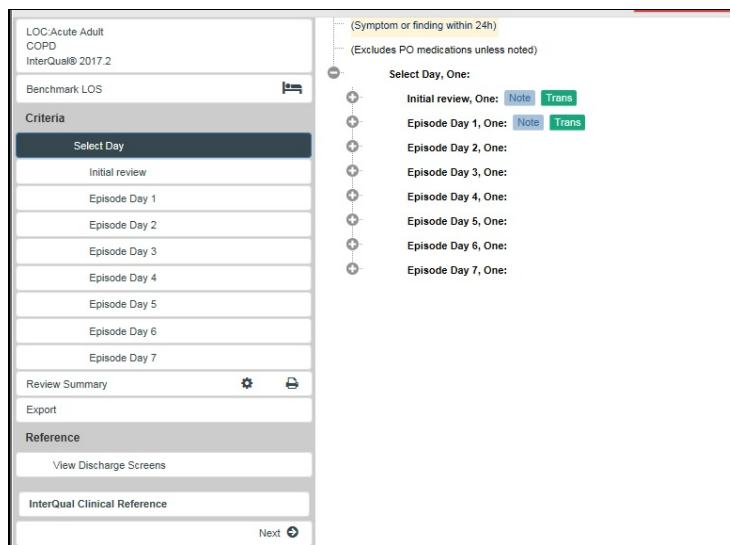 LOC:Acute Adult
COPD
InterQual® 2017.2
Benchmark LOS
Criteria
Select Day
Initial review
Episode Day 1
Episode Day 2
Episode Day 3
Episode Day 4
Episode Day 5
Episode Day 6
Episode Day 7
Review Summary
Export
Reference
View Discharge Screens
InterQual Clinical Reference
Next
(Symptom or finding within 24h)
(Excludes PO medications unless noted)
Select Day, One:
Initial review, One: Note Trans
Episode Day 1, One: Note Trans
Episode Day 2, One:
Episode Day 3, One:
Episode Day 4, One:
Episode Day 5, One:
Episode Day 6, One:
Episode Day 7, One: